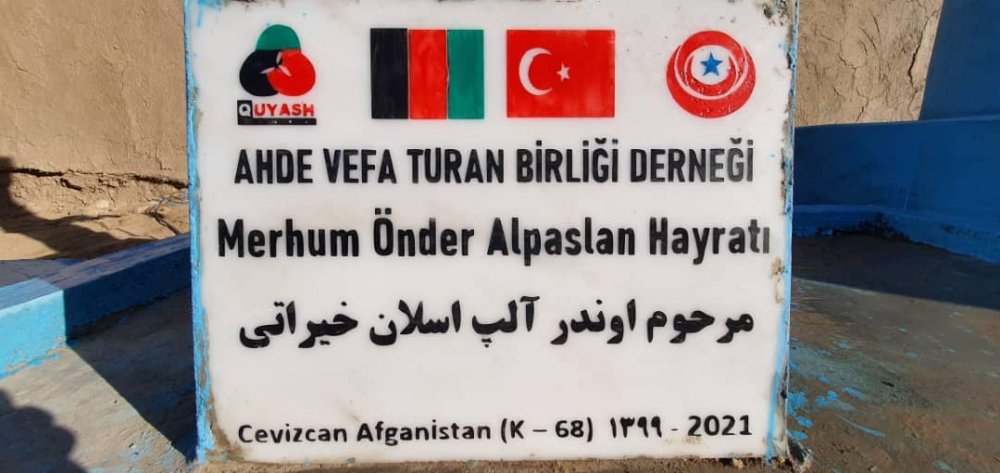 QUYASH
AHDE VEFA TURAN BİRLİĞİ DERNEĞİ
Merhum Önder Alpaslan Hayratı
مرحوم اوندر آلپ اسلان خیراتی
Cevizcan Afganistan (K – 68) ۱۳۹۹ - 2021